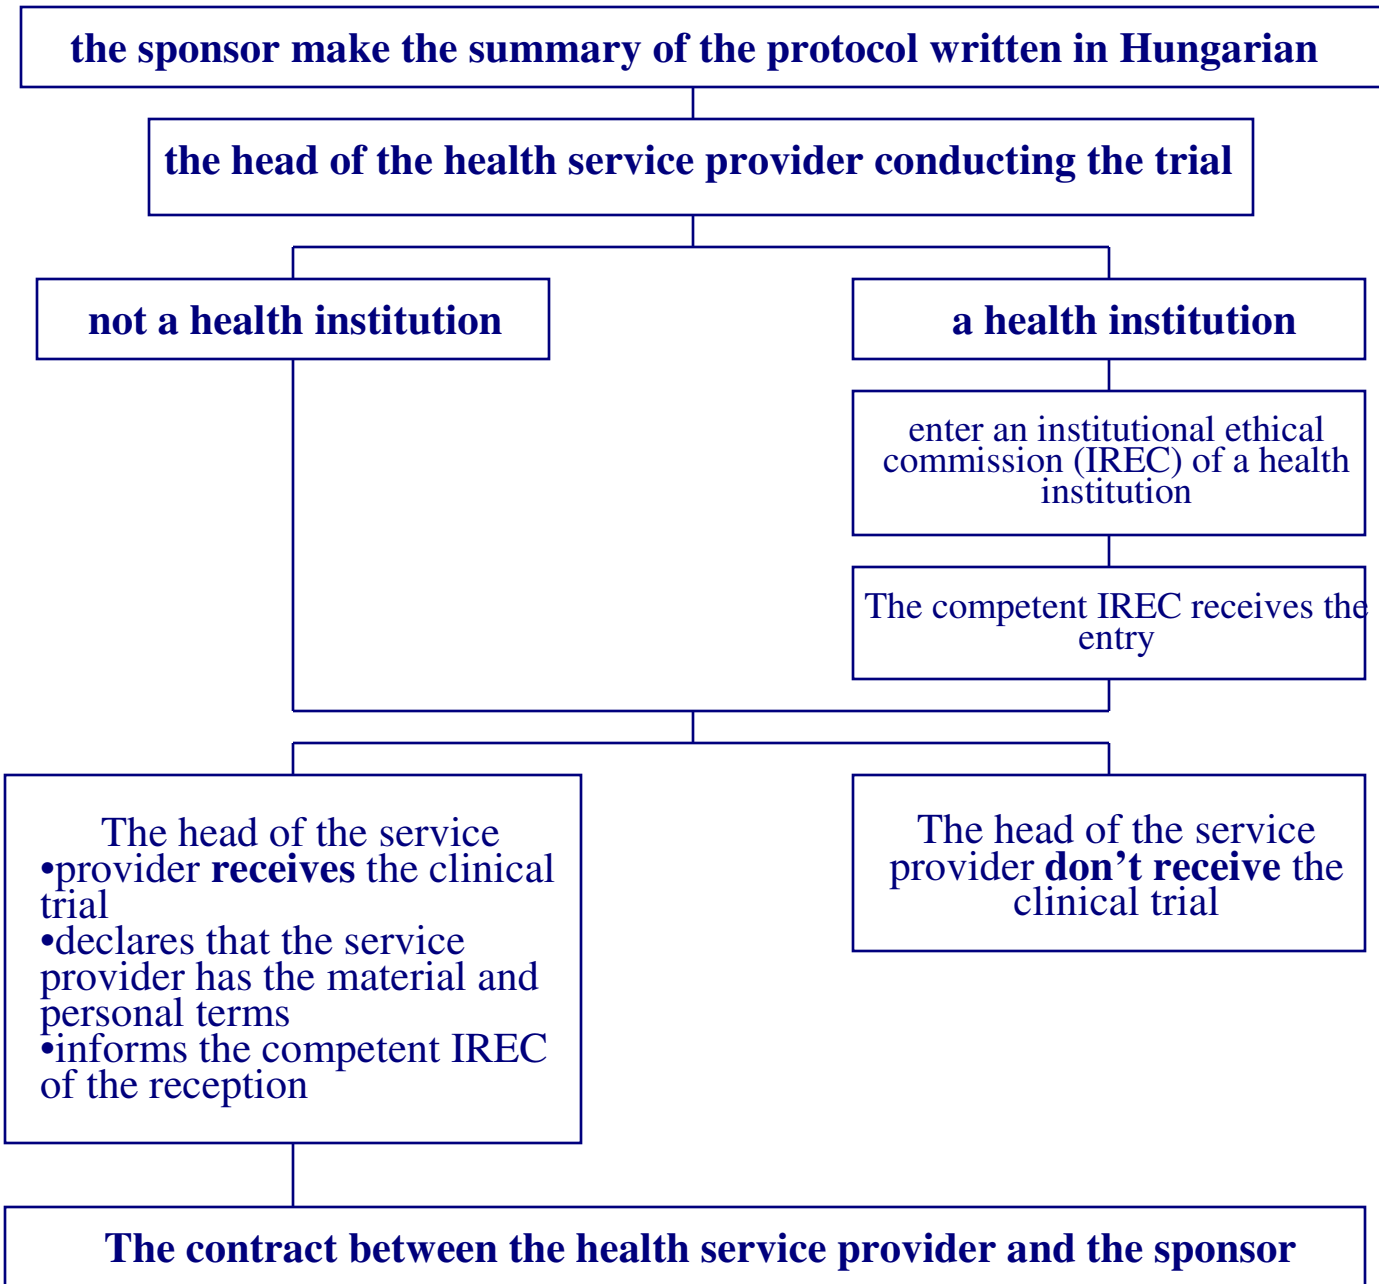 the sponsor make the summary of the protocol written in Hungarian
the head of the health service provider conducting the trial
not a health institution
a health institution
enter an institutional ethical
commission (IREC) of a health
institution
The competent IREC receives the
entry
The head of the service
•provider receives the clinical
trial
•declares that the service
provider has the material and
personal terms
•informs the competent IREC
of the reception
The head of the service
provider don’t receive the
clinical trial
The contract between the health service provider and the sponsor